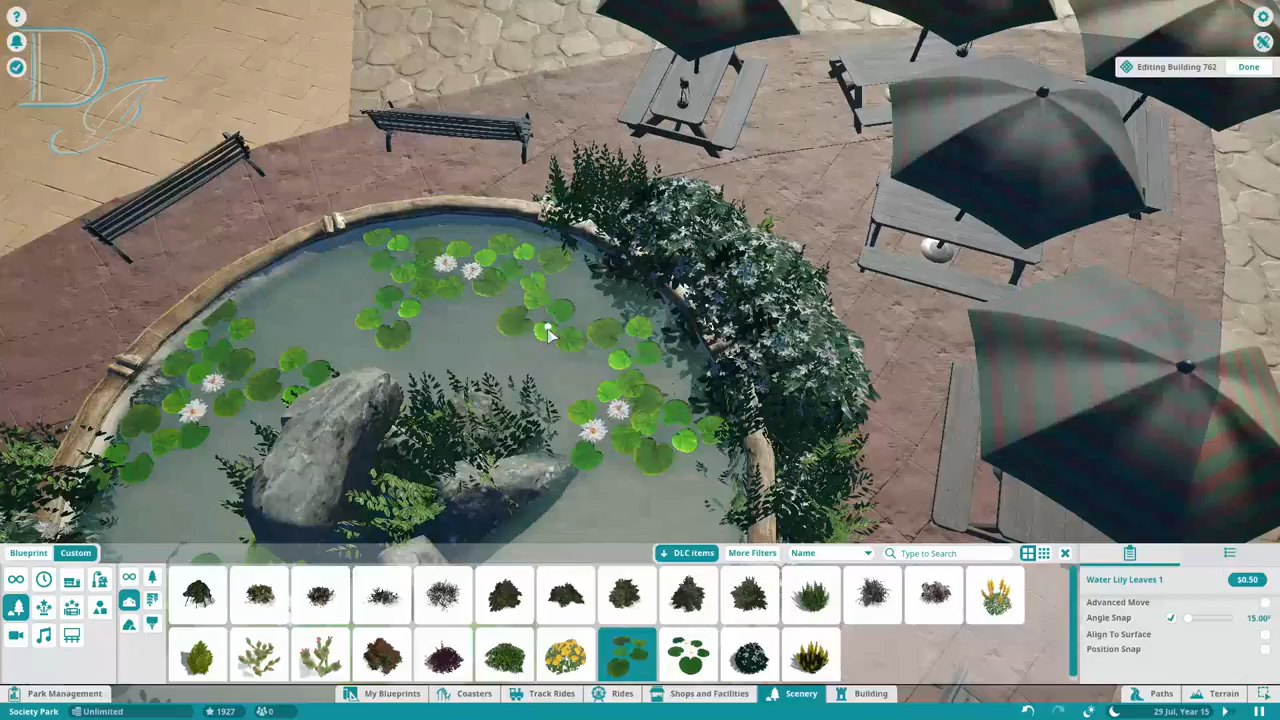 ?
Editing Building 762
Done
Blueprint
Custom
DLC items
More Filters
Name
Type to Search
Water Lily Leaves 1
$0.50
Advanced Move
Angle Snap
15.00°
Align To Surface
Position Snap
Park Management
My Blueprints
Coasters
Track Rides
Rides
Shops and Facilities
Scenery
Building
Paths
Terrain
Society Park
Unlimited
1927
0
29 Jul, Year 15